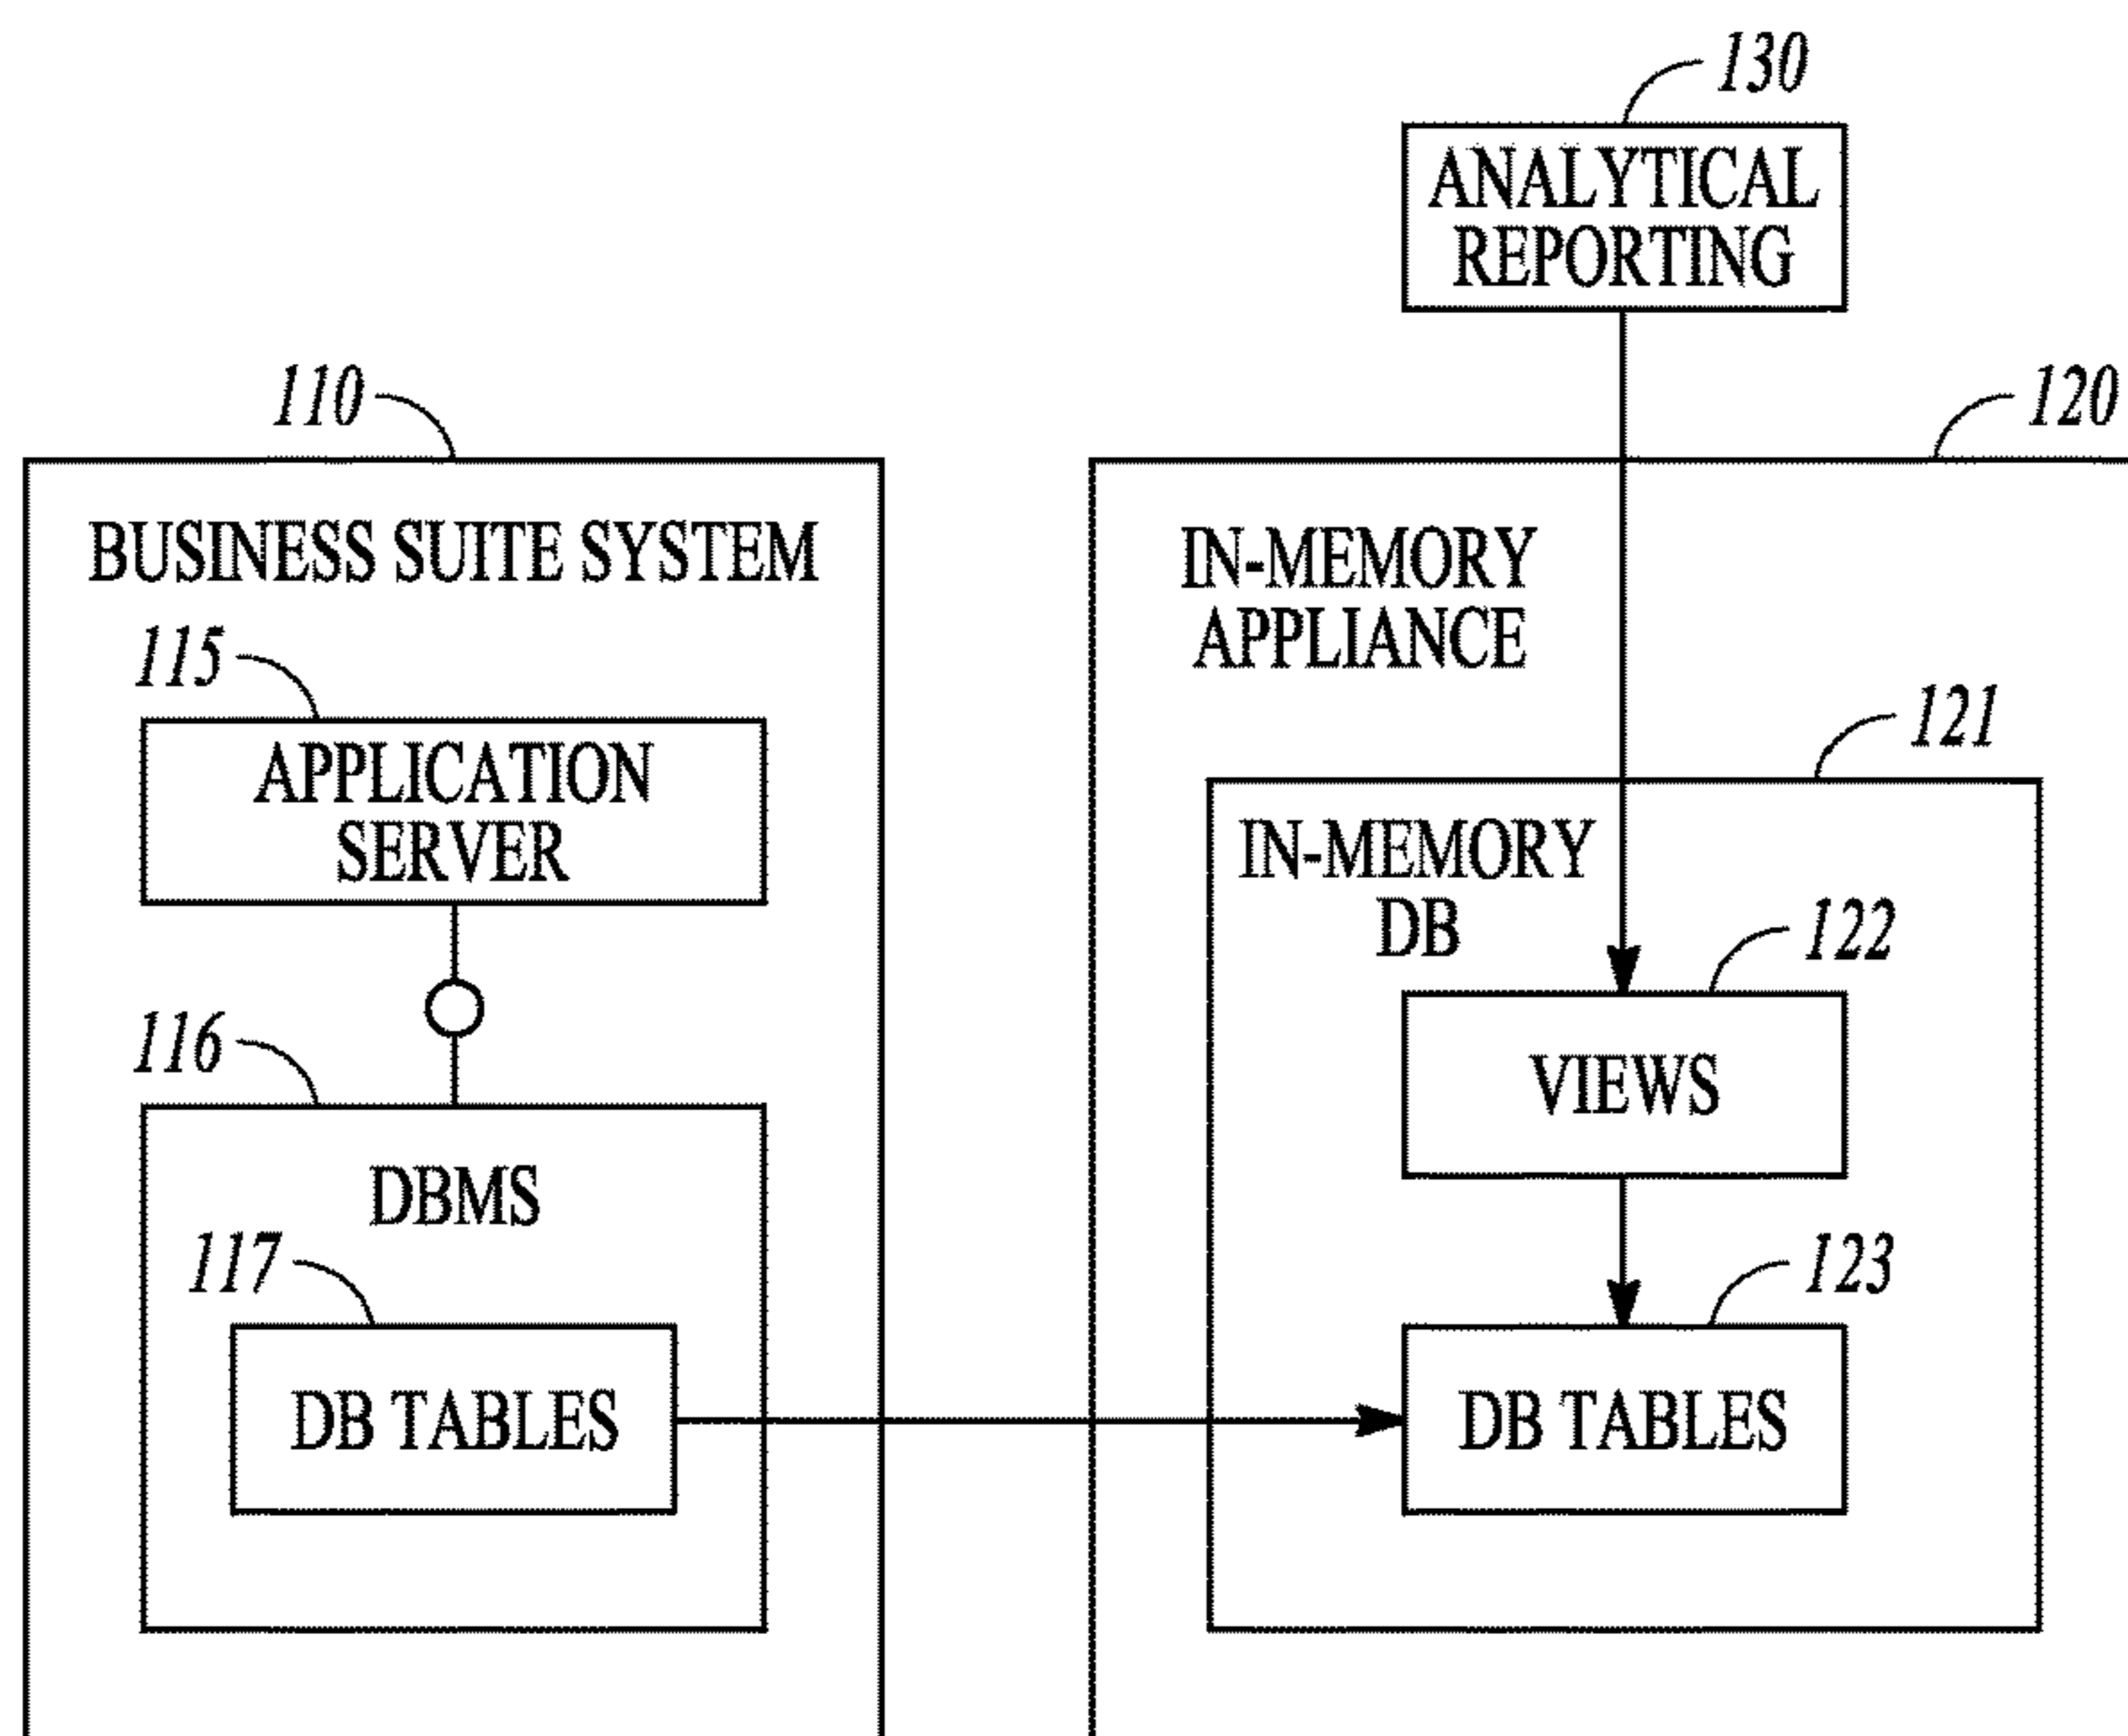 130
ANALYTICAL
REPORTING
110
120
BUSINESS SUITE SYSTEM
IN-MEMORY
APPLIANCE
115
APPLICATION
SERVER
121
IN-MEMORY
DB
122
VIEWS
116
DBMS
117
DB TABLES
123
DB TABLES